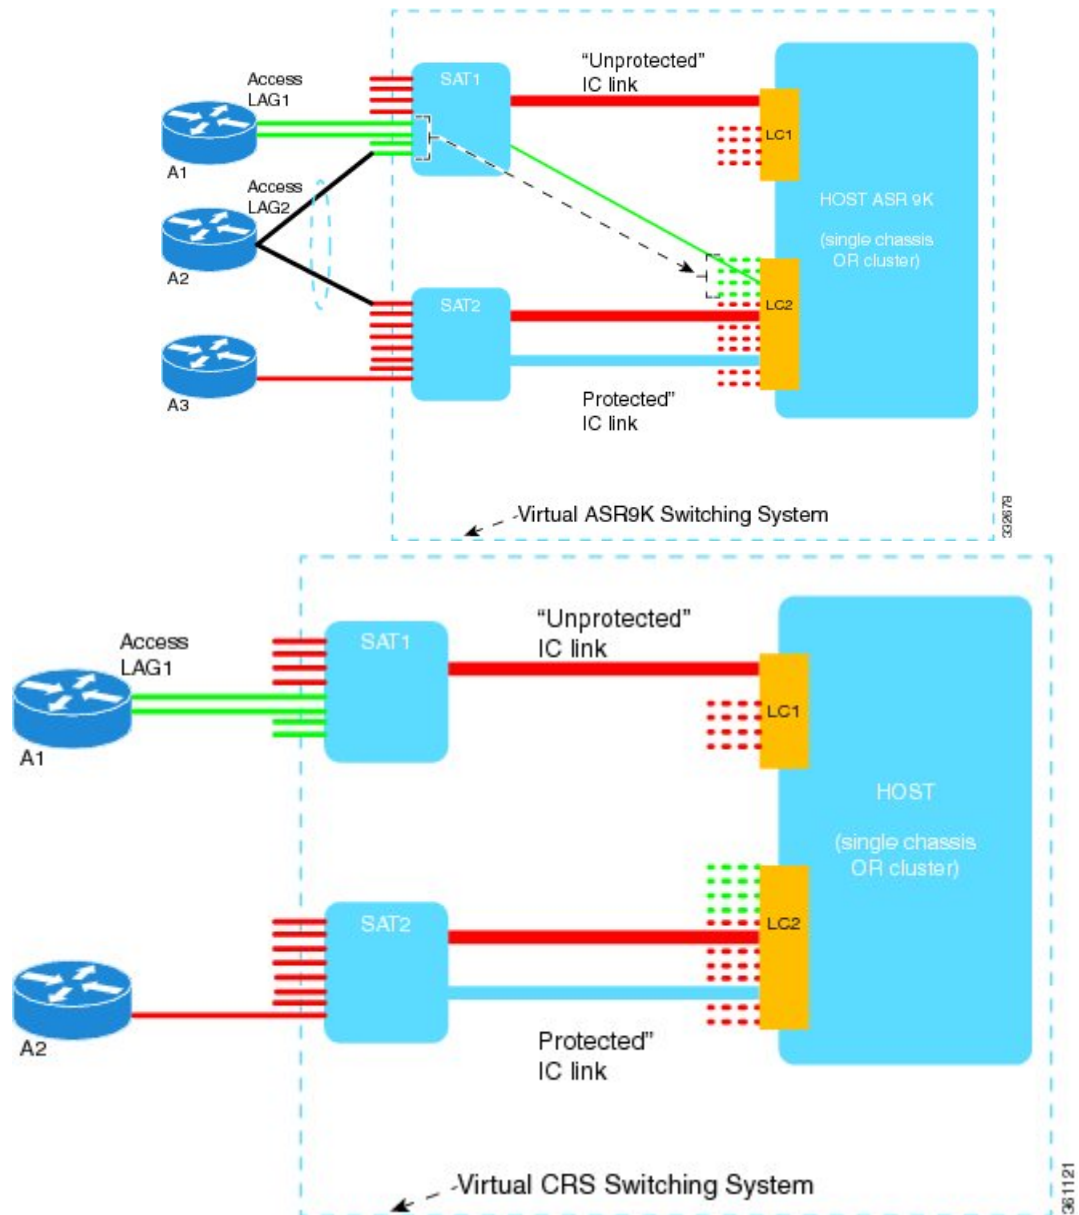 Access
LAG1
A1
Access
LAG2
A2
A3
SAT1
SAT2
“Unprotected”
IC link
LC1
HOST ASR 9K
(single chassis
OR cluster)
LC2
Protected”
IC link
Virtual ASR9K Switching System
332679
Access
LAG1
A1
A2
SAT1
SAT2
“Unprotected”
IC link
LC1
HOST
(single chassis
OR cluster)
LC2
Protected”
IC link
Virtual CRS Switching System
361121